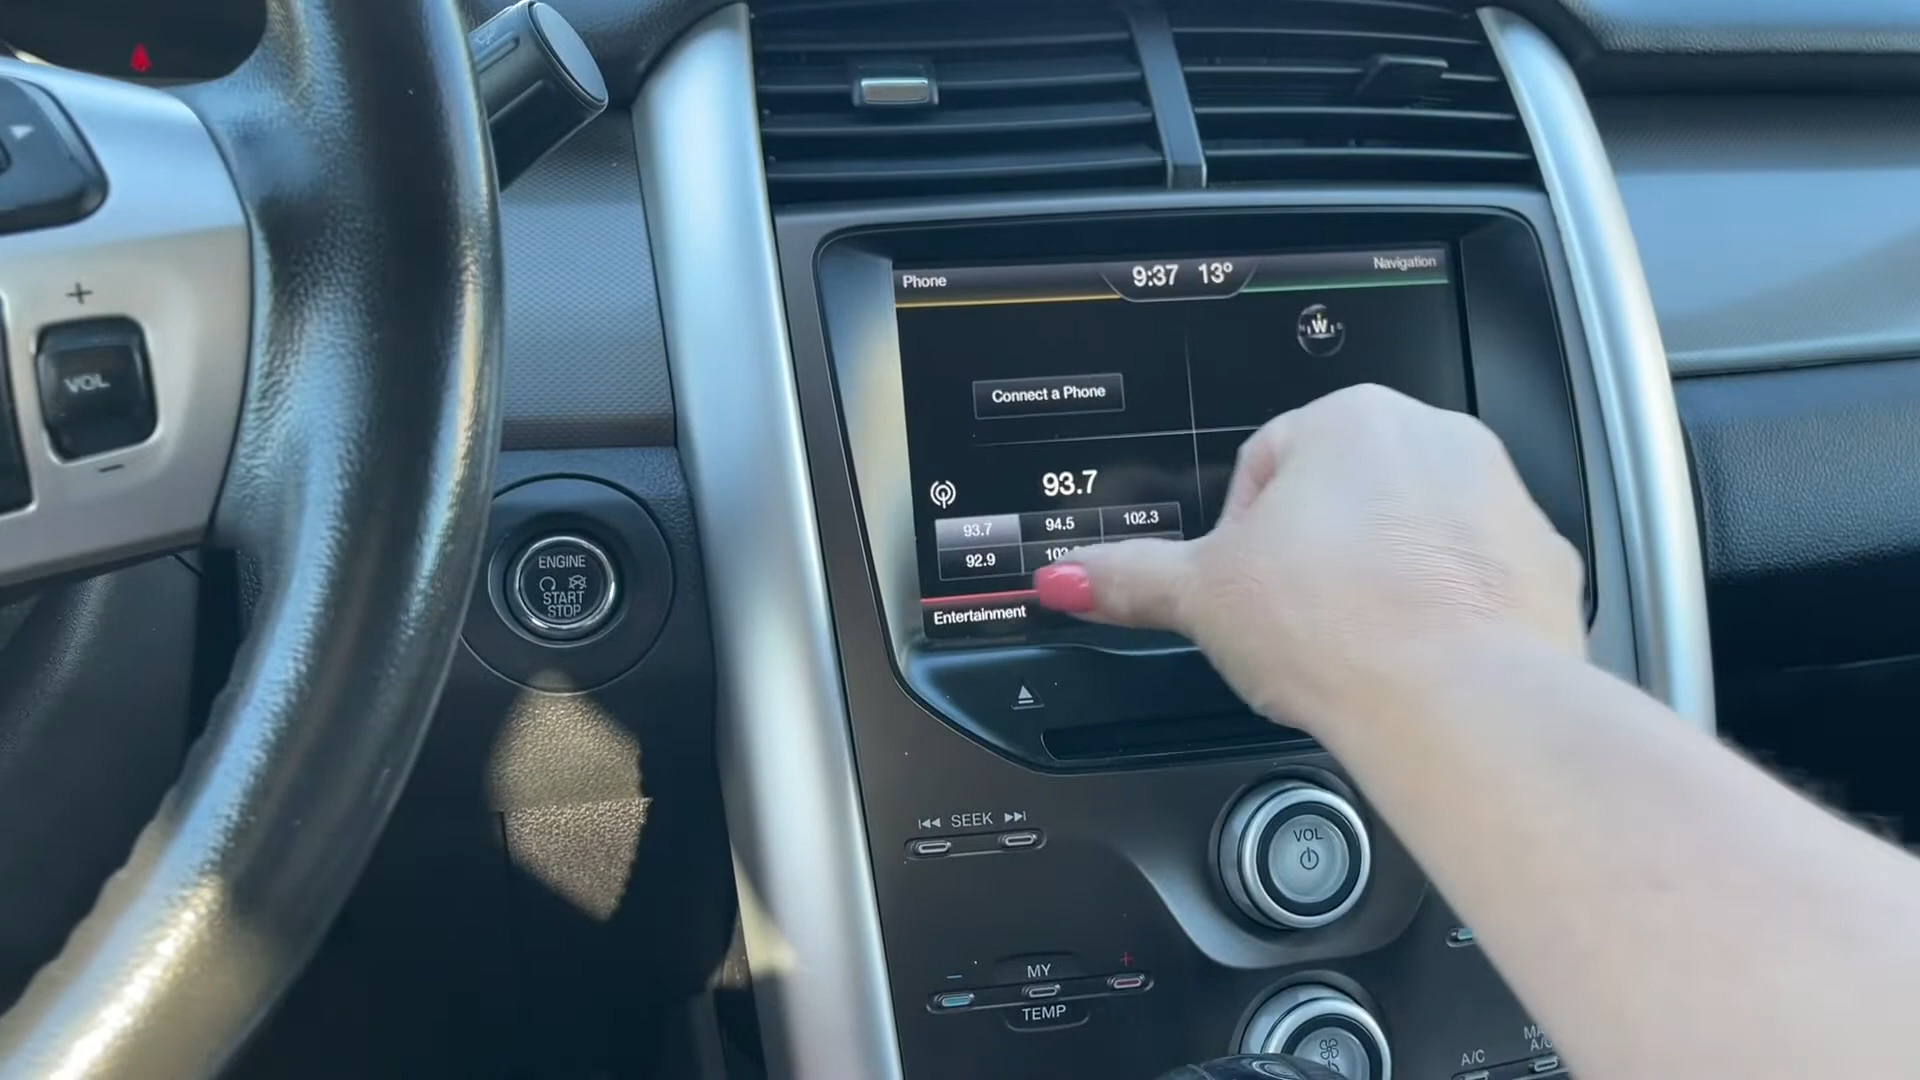 Phone
9:37 13°
Navigation
W
Connect a Phone
93.7
93.7 94.5 102.3
92.9
Entertainment
+
VOL
−
ENGINE
START
STOP
SEEK
VOL
− MY +
TEMP
A/C
A/C